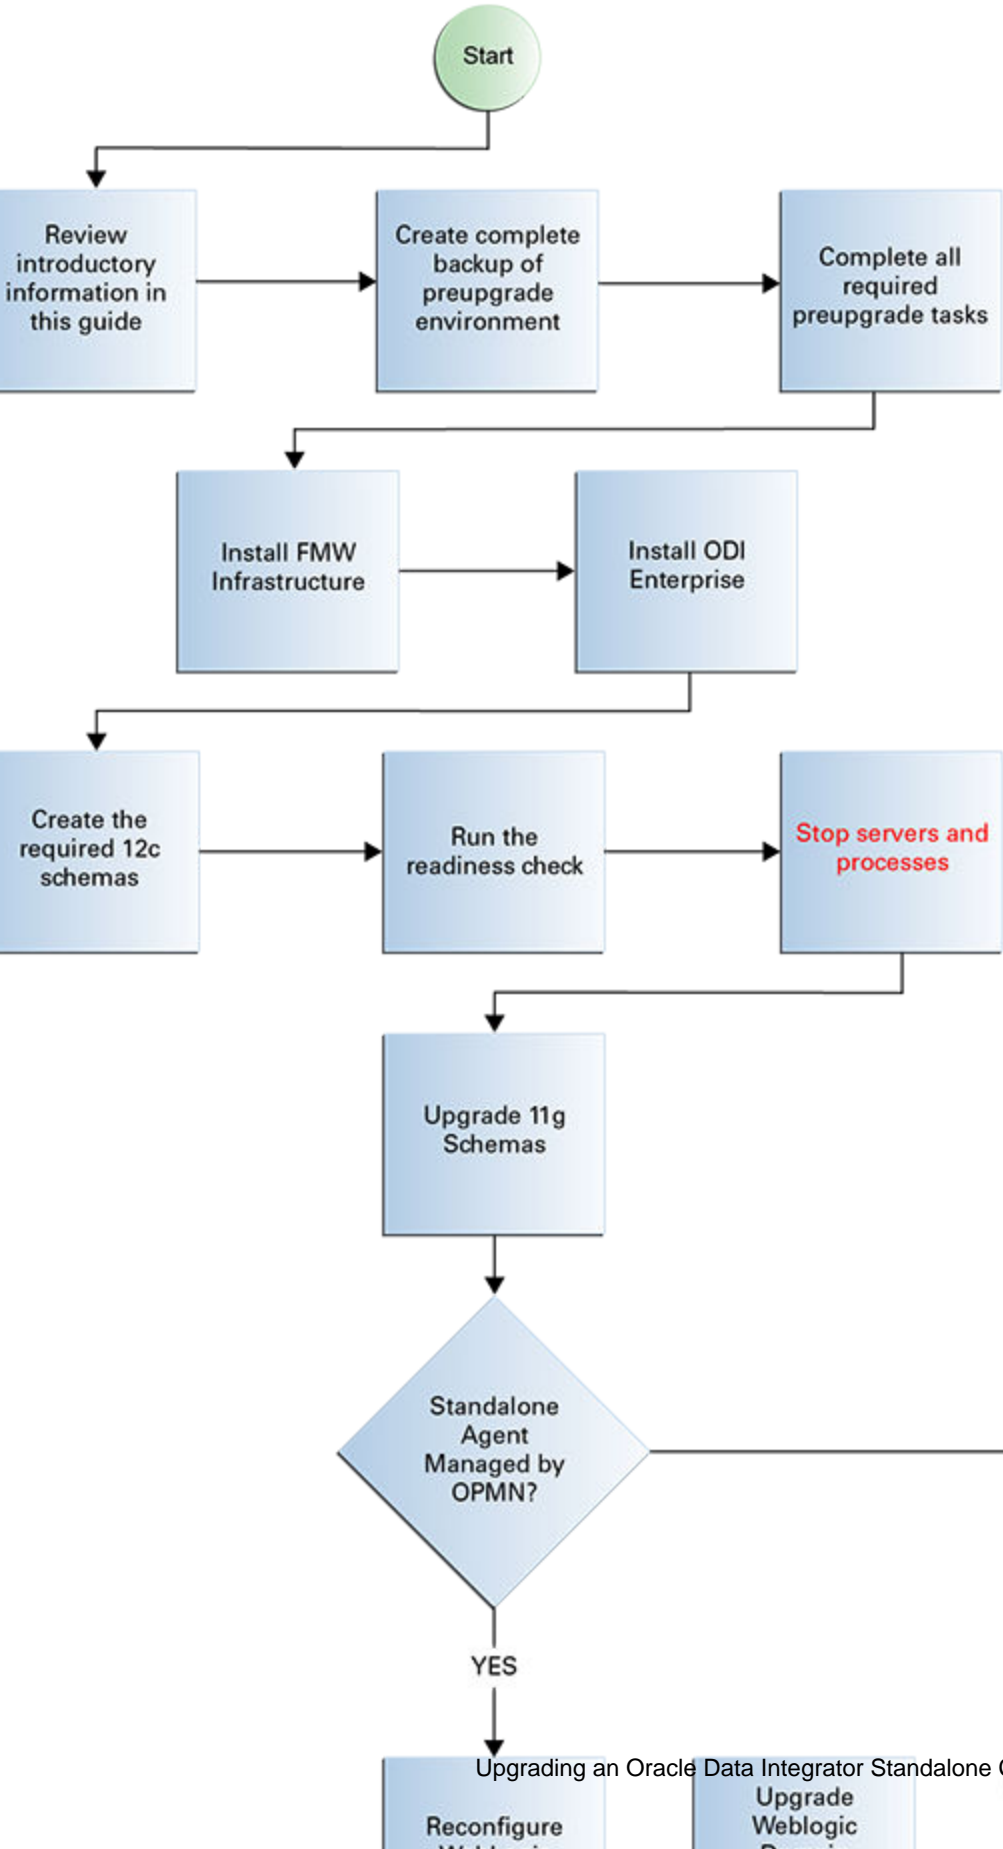 Start
Review
introductory
information in
this guide
Create complete
backup of
preupgrade
environment
Complete all
required
preupgrade tasks
Install FMW
Infrastructure
Install ODI
Enterprise
Create the
required 12c
schemas
Run the
readiness check
Stop servers and
processes
Upgrade 11g
Schemas
Standalone
Agent
Managed by
OPMN?
YES
Upgrading an Oracle Data Integrator Standalone
Reconfigure
Upgrade
Weblogic